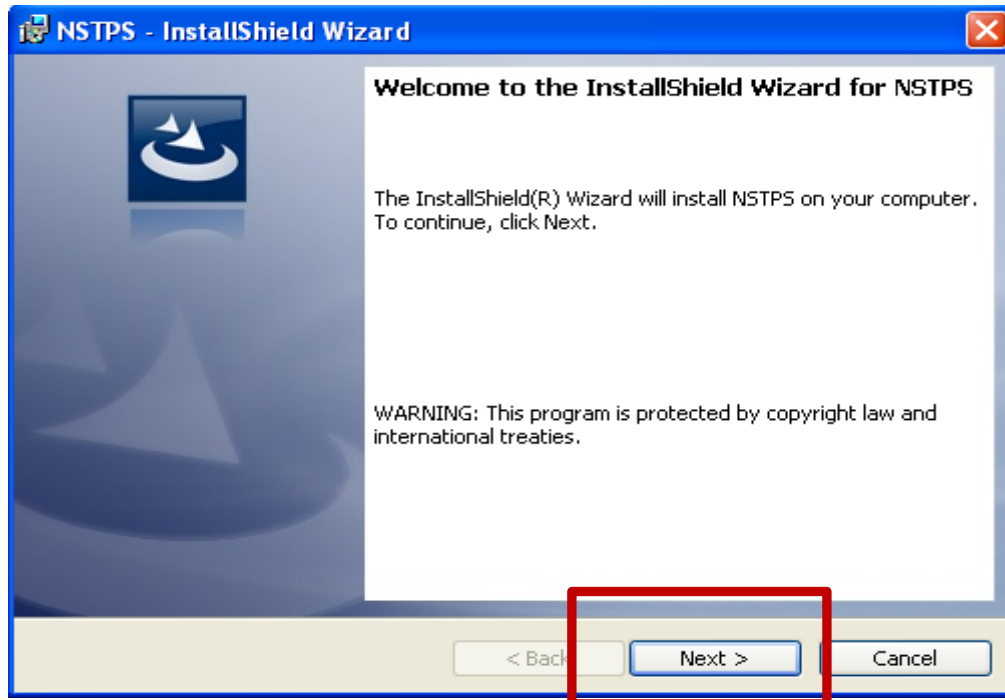 NSTPS - InstallShield Wizard
Welcome to the InstallShield Wizard for NSTPS
The InstallShield(R) Wizard will install NSTPS on your computer.
To continue, click Next.
WARNING: This program is protected by copyright law and
international treaties.
< Back
Next >
Cancel